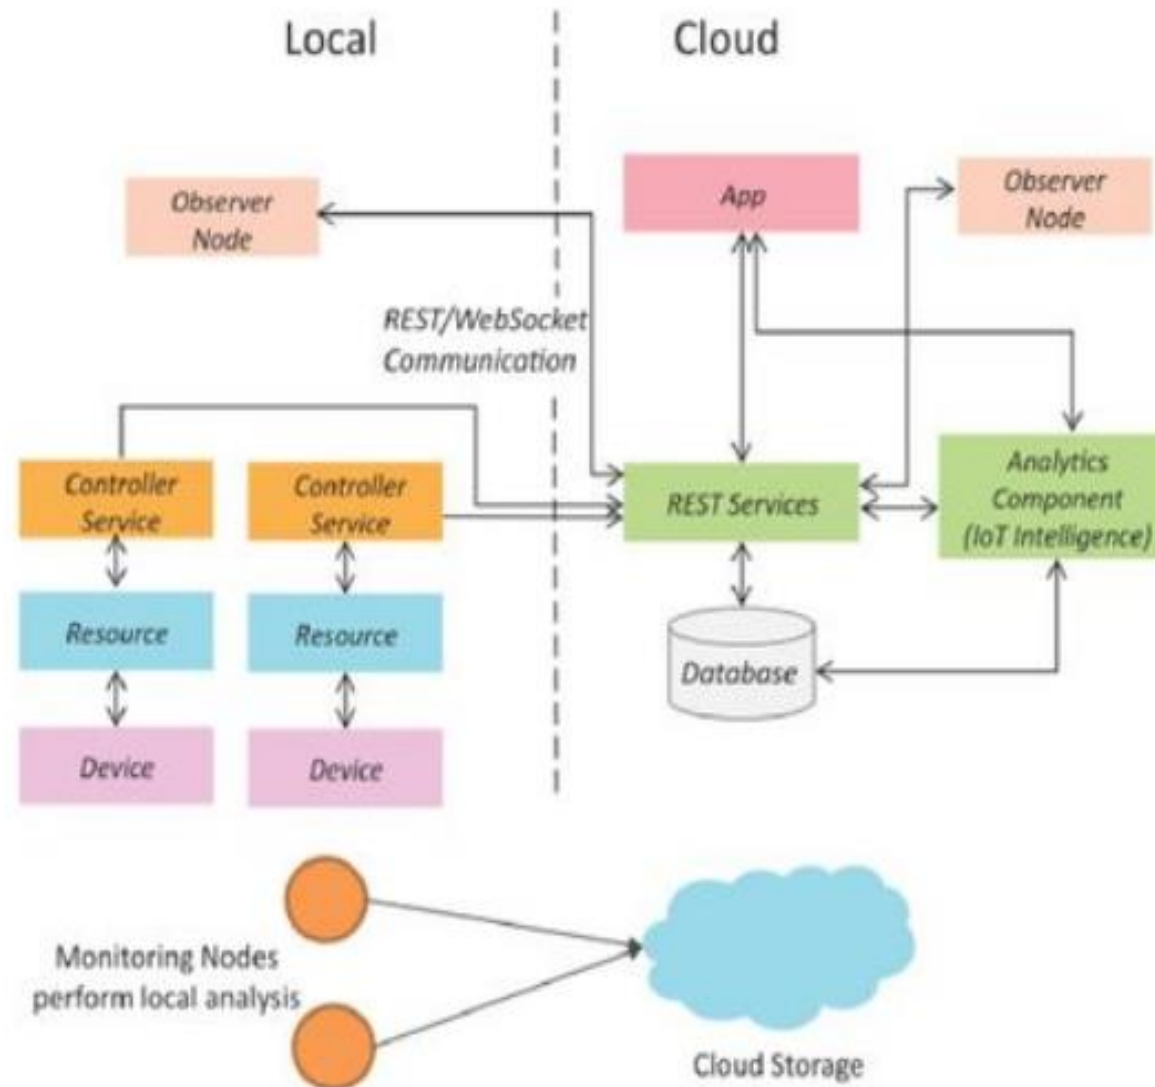 Local
Cloud
Observer
Node
App
Observer
Node
REST/WebSocket
Communication
Controller
Service
Controller
Service
REST Services
Analytics
Component
(IoT Intelligence)
Resource
Resource
Database
Device
Device
Monitoring Nodes
perform local analysis
Cloud Storage